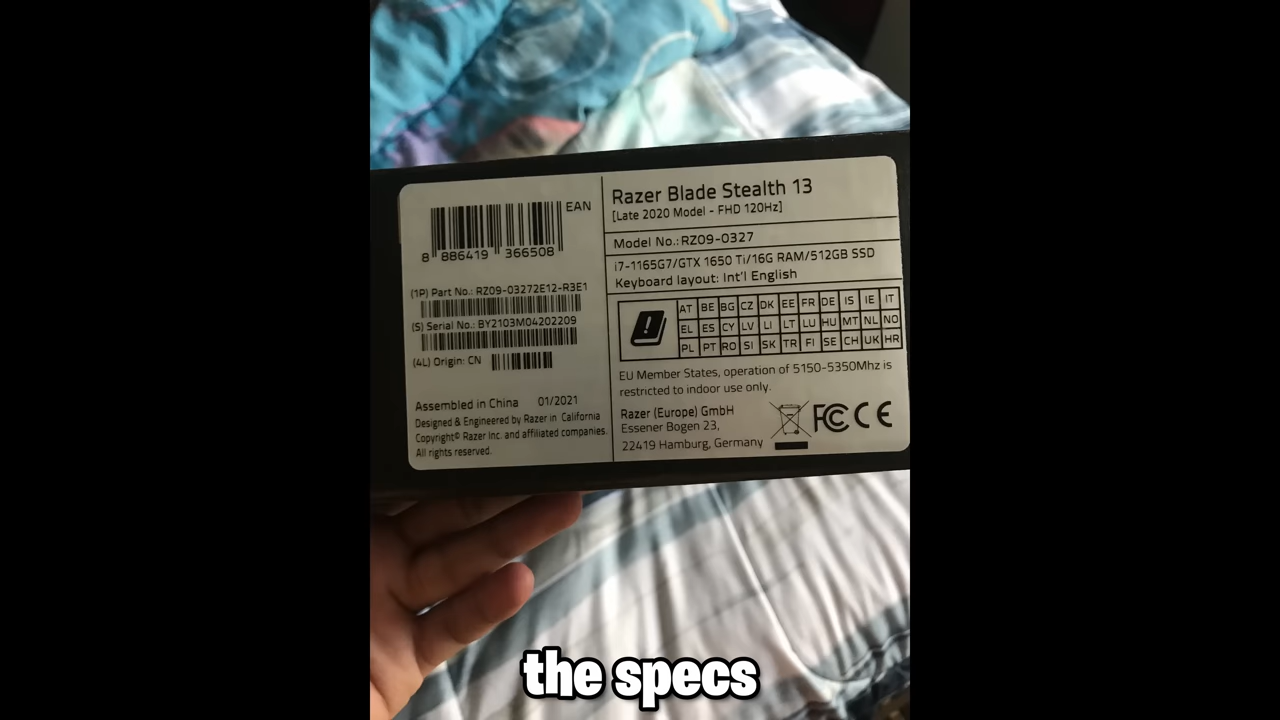 EAN
8 886419 366508
(1P) Part No.: RZ09-03272E12-R3E1
(S) Serial No.: BY2103M04202209
(4L) Origin: CN
Assembled in China 01/2021
Designed & Engineered by Razer in California
Copyright© Razer Inc. and affiliated companies.
All rights reserved.
Razer Blade Stealth 13
[Late 2020 Model - FHD 120Hz]
Model No.: RZ09-0327
i7-1165G7/GTX 1650 Ti/16G RAM/512GB SSD
Keyboard layout: Int'l English
AT BE BG CZ DK EE FR DE IS IE IT
EL ES CY LV LI LT LU HU MT NL NO
PL PT RO SI SK TR FI SE CH UK HR
EU Member States, operation of 5150-5350Mhz is
restricted to indoor use only.
Razer (Europe) GmbH
Essener Bogen 23,
22419 Hamburg, Germany
FC CE
the specs